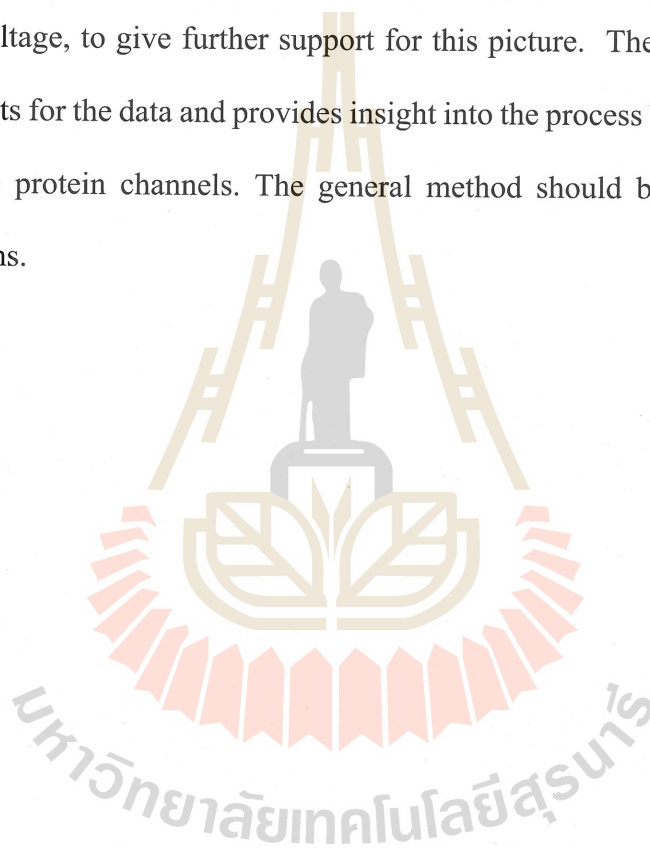 ltage, to give further support for this picture. The
ts for the data and provides insight into the process
protein channels. The general method should b
ns.
มหาวิทยาลัยเทคโนโลยีสุรนารี